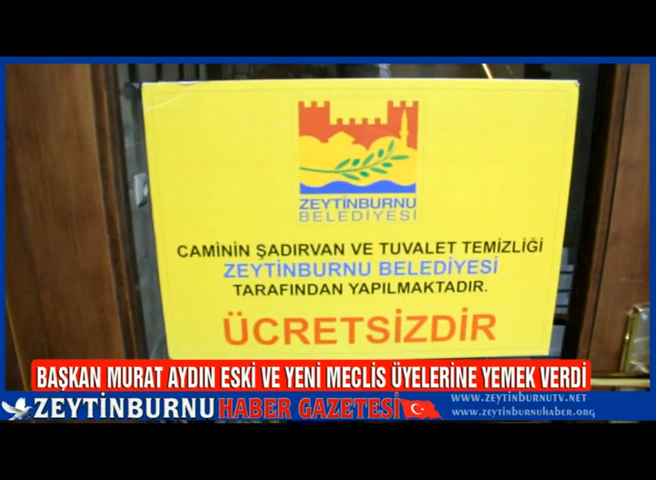 ZEYTİNBURNU
BELEDİYESİ
CAMİNİN ŞADIRVAN VE TUVALET TEMİZLİĞİ
ZEYTİNBURNU BELEDİYESİ
TARAFINDAN YAPILMAKTADIR.
ÜCRETSİZDİR
BAŞKAN MURAT AYDIN ESKİ VE YENİ MECLİS ÜYELERİNE YEMEK VERDİ
ZEYTİNBURNU HABER GAZETESİ
WWW.ZEYTINBURNUTV.NET
www.zeytinburnuhaber.org